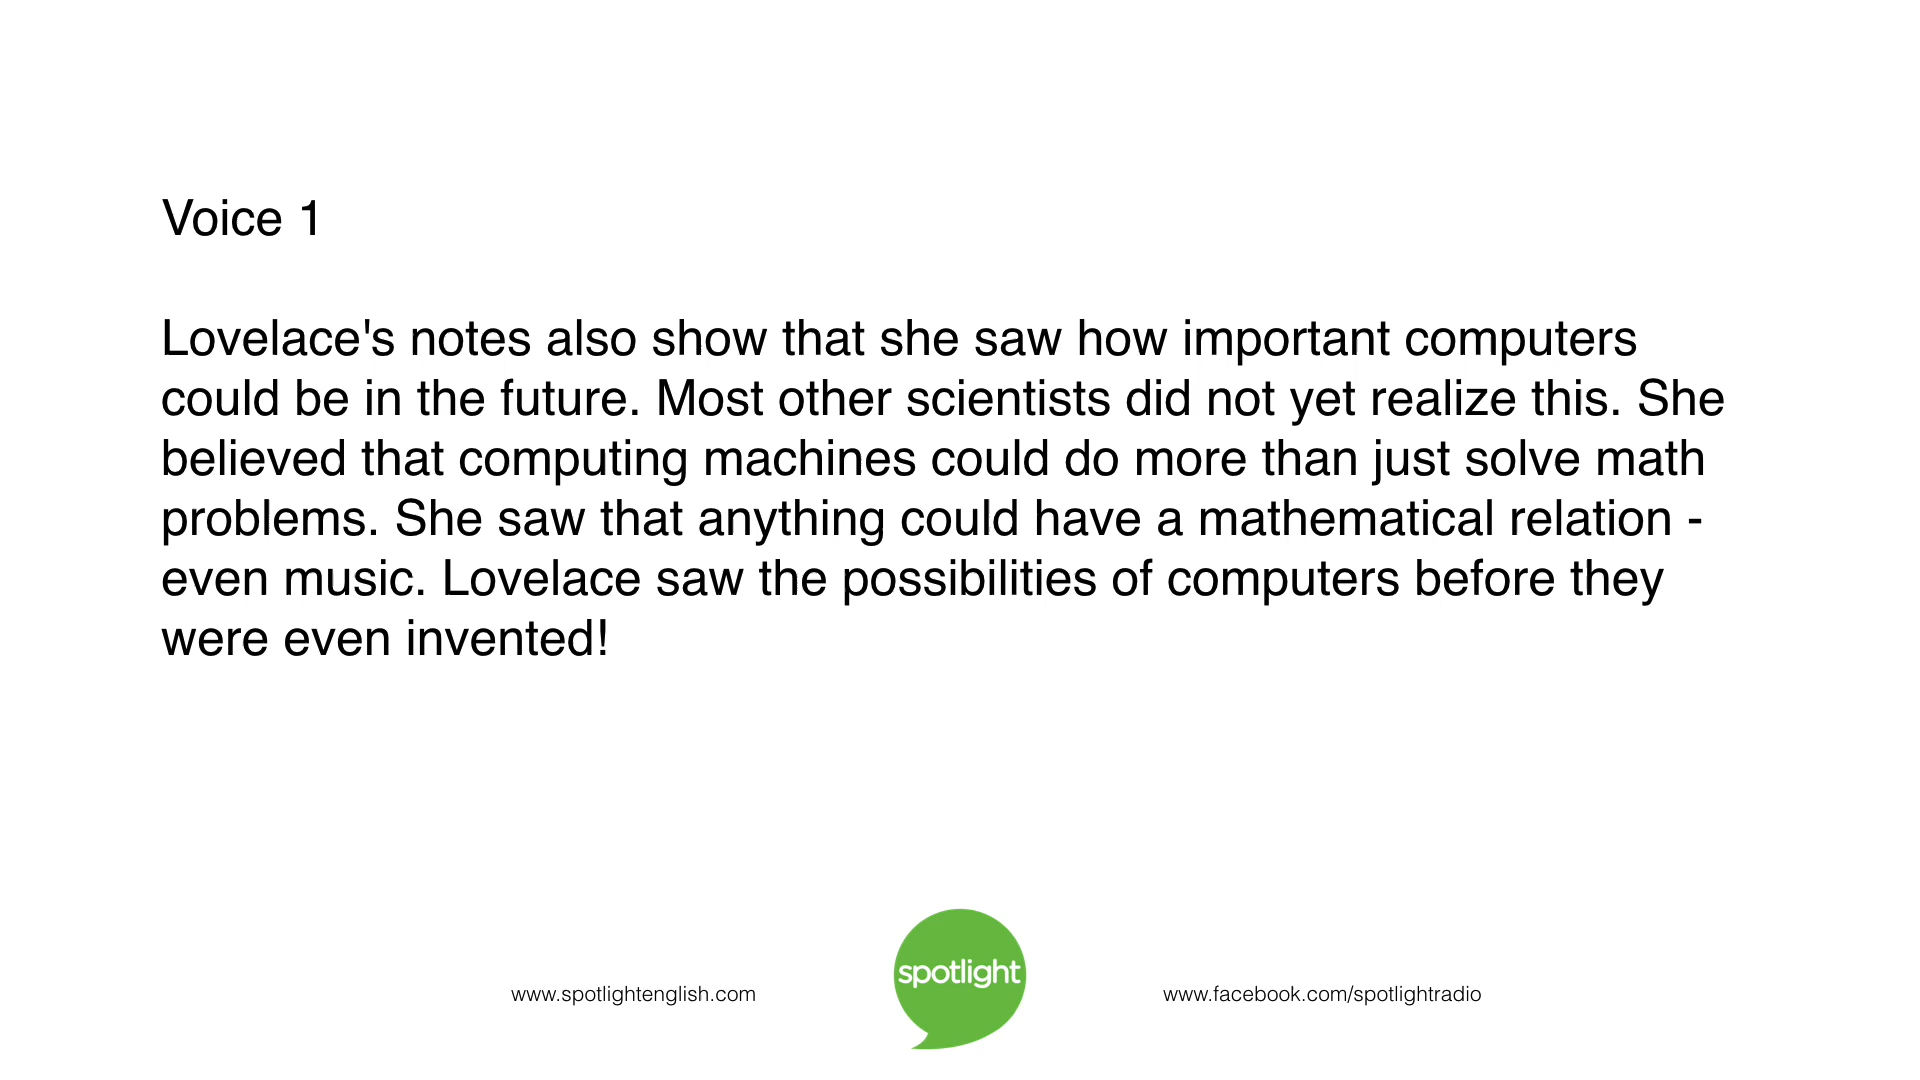 Voice 1
Lovelace's notes also show that she saw how important computers
could be in the future. Most other scientists did not yet realize this. She
believed that computing machines could do more than just solve math
problems. She saw that anything could have a mathematical relation -
even music. Lovelace saw the possibilities of computers before they
were even invented!
spotlight
www.spotlightenglish.com
www.facebook.com/spotlightradio